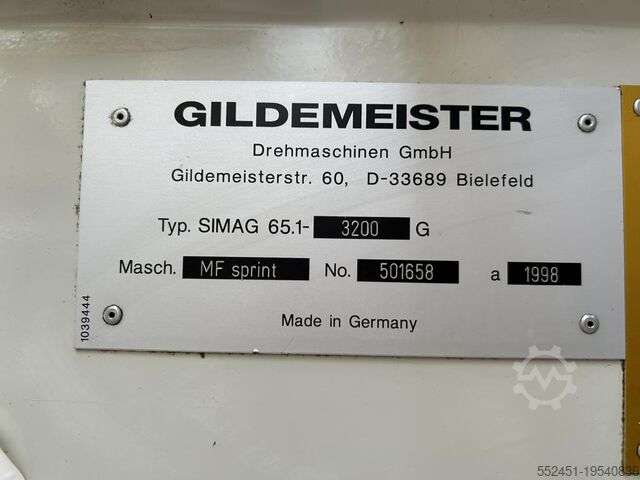 GILDEMEISTER
Drehmaschinen GmbH
Gildemeisterstr. 60, D-33689 Bielefeld
Typ. SIMAG 65.1- 3200 G
Masch. MF sprint No. 501658 a 1998
Made in Germany
1039444
552451-19540836